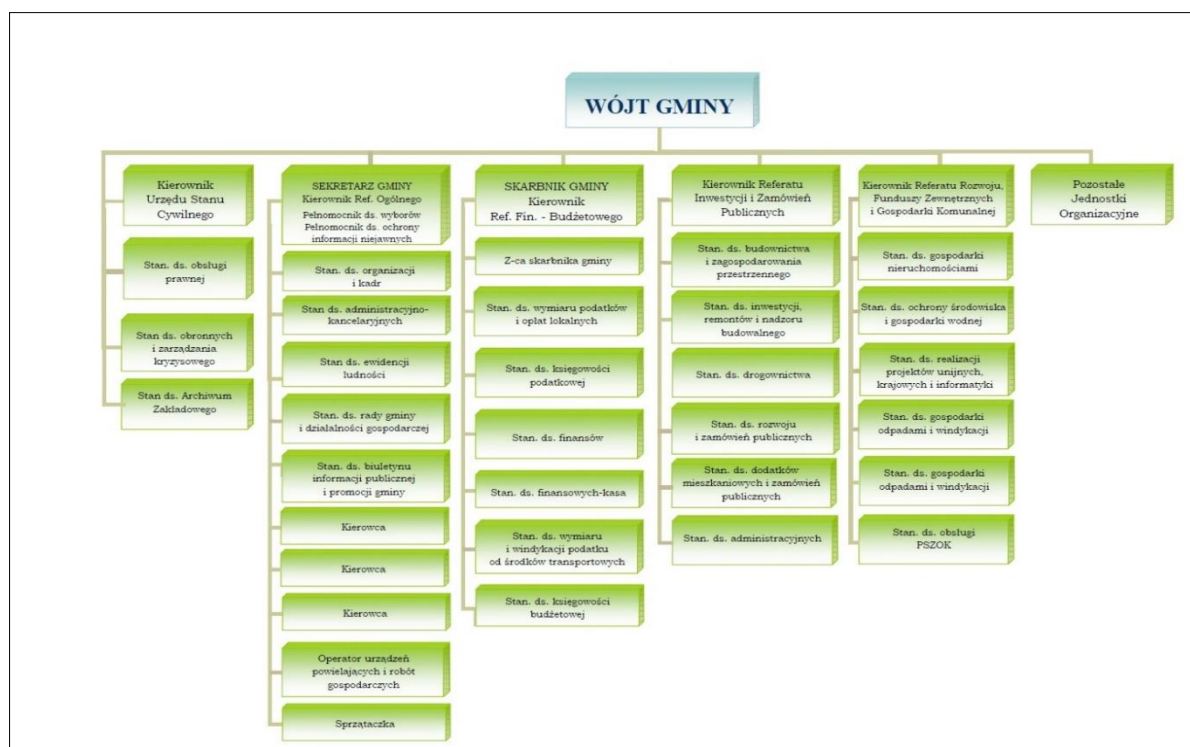 WÓJT GMINY
Kierownik
Urzędu Stanu
Cywilnego
Stan. ds. obsługi
prawnej
Stan ds. obronnych
i zarządzania
kryzysowego
Stan ds. Archiwum
Zakładowego
SEKRETARZ GMINY
Kierownik Ref. Ogólnego
Pełnomocnik ds. wyborów
Pełnomocnik ds. ochrony
informacji niejawnych
Stan. ds. organizacji
i kadr
Stan ds. administracyjno-
kancelaryjnych
Stan ds. ewidencji
ludności
Stan. ds. rady gminy
i działalności gospodarczej
Stan. ds. biuletynu
informacji publicznej
i promocji gminy
Kierowca
Kierowca
Kierowca
Operator urządzeń
powielających i robót
gospodarczych
Sprzątaczka
SKARBNIK GMINY
Kierownik
Ref. Fin. - Budżetowego
Z-ca skarbnika gminy
Stan. ds. wymiaru podatków
i opłat lokalnych
Stan. ds. księgowości
podatkowej
Stan. ds. finansów
Stan. ds. finansowych-kasa
Stan. ds. wymiaru
i windykacji podatku
od środków transportowych
Stan. ds. księgowości
budżetowej
Kierownik Referatu
Inwestycji i Zamówień
Publicznych
Stan. ds. budownictwa
i zagospodarowania
przestrzennego
Stan. ds. inwestycji,
remontów i nadzoru
budowalnego
Stan. ds. drogownictwa
Stan. ds. rozwoju
i zamówień publicznych
Stan. ds. dodatków
mieszkaniowych i zamówień
publicznych
Stan. ds. administracyjnych
Kierownik Referatu Rozwoju,
Funduszy Zewnętrznych
i Gospodarki Komunalnej
Stan. ds. gospodarki
nieruchomościami
Stan. ds. ochrony środowiska
i gospodarki wodnej
Stan. ds. realizacji
projektów unijnych,
krajowych i informatyki
Stan. ds. gospodarki
odpadami i windykacji
Stan. ds. gospodarki
odpadami i windykacji
Stan. ds. obsługi
PSZOK
Pozostałe
Jednostki
Organizacyjne